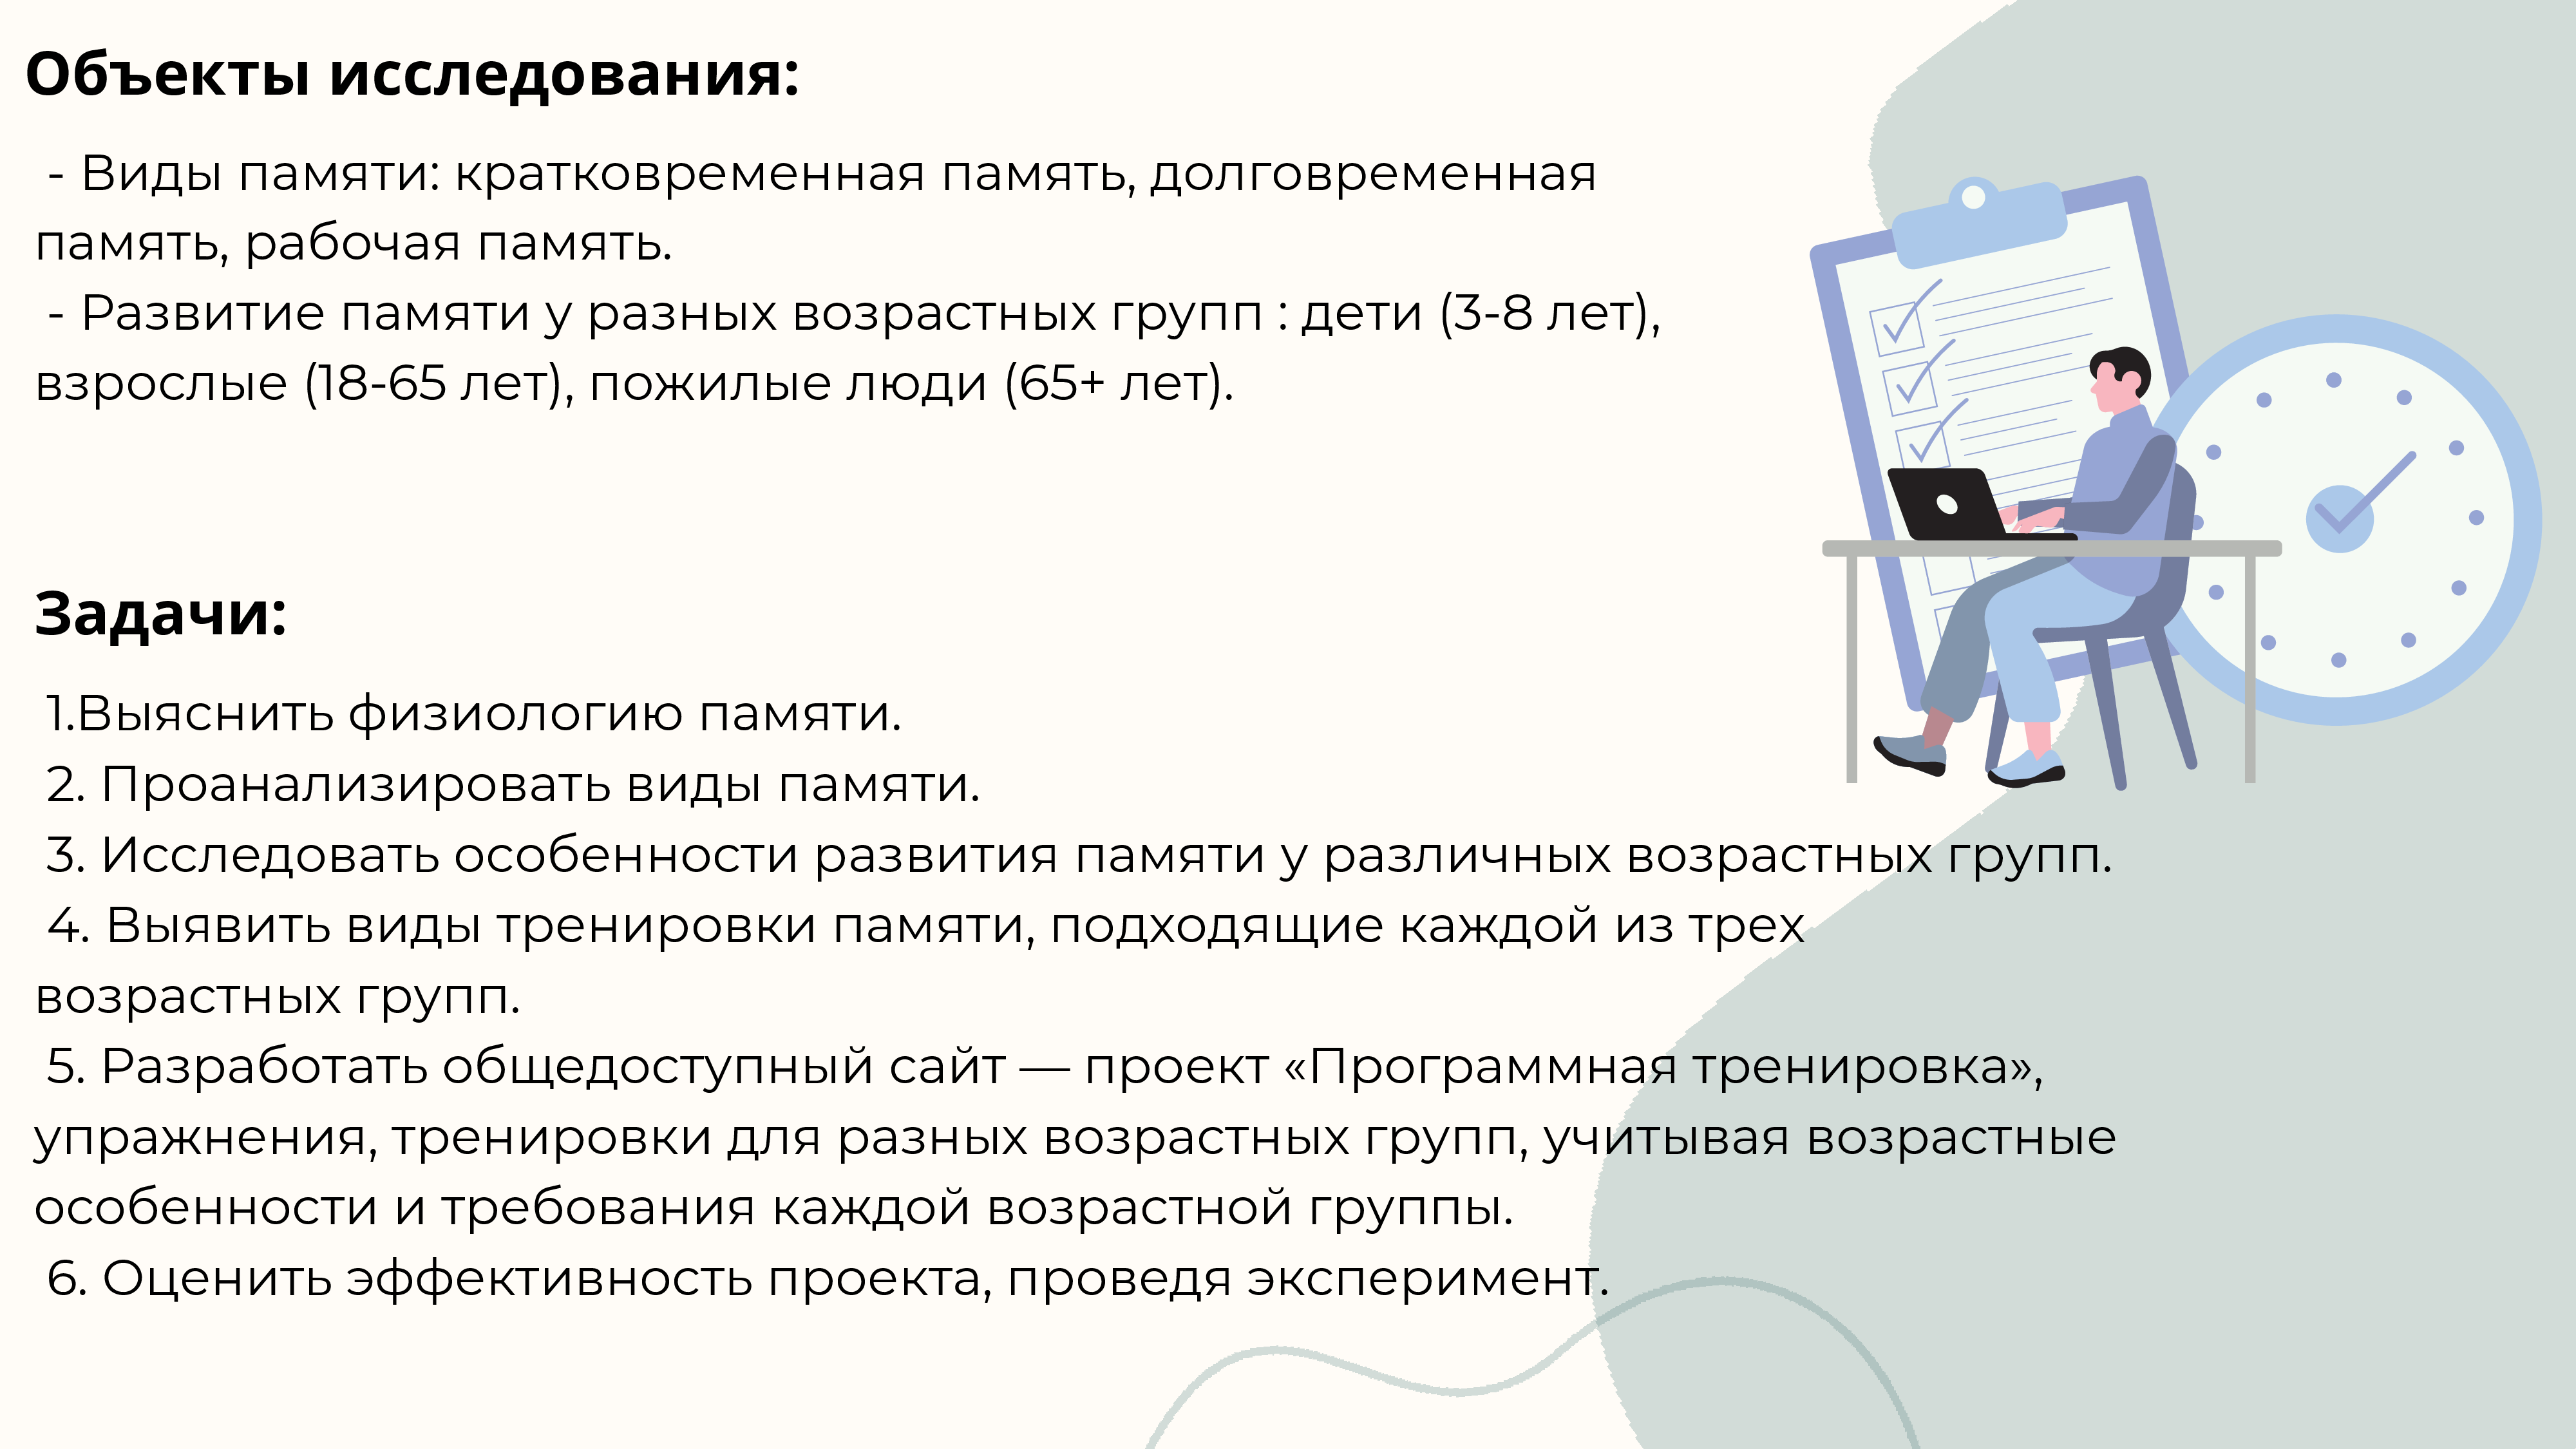 Объекты исследования:
- Виды памяти: кратковременная память, долговременная
память, рабочая память.
- Развитие памяти у разных возрастных групп : дети (3-8 лет),
взрослые (18-65 лет), пожилые люди (65+ лет).
Задачи:
1.Выяснить физиологию памяти.
2. Проанализировать виды памяти.
3. Исследовать особенности развития памяти у различных возрастных групп.
4. Выявить виды тренировки памяти, подходящие каждой из трех
возрастных групп.
5. Разработать общедоступный сайт — проект «Программная тренировка»,
упражнения, тренировки для разных возрастных групп, учитывая возрастные
особенности и требования каждой возрастной группы.
6. Оценить эффективность проекта, проведя эксперимент.